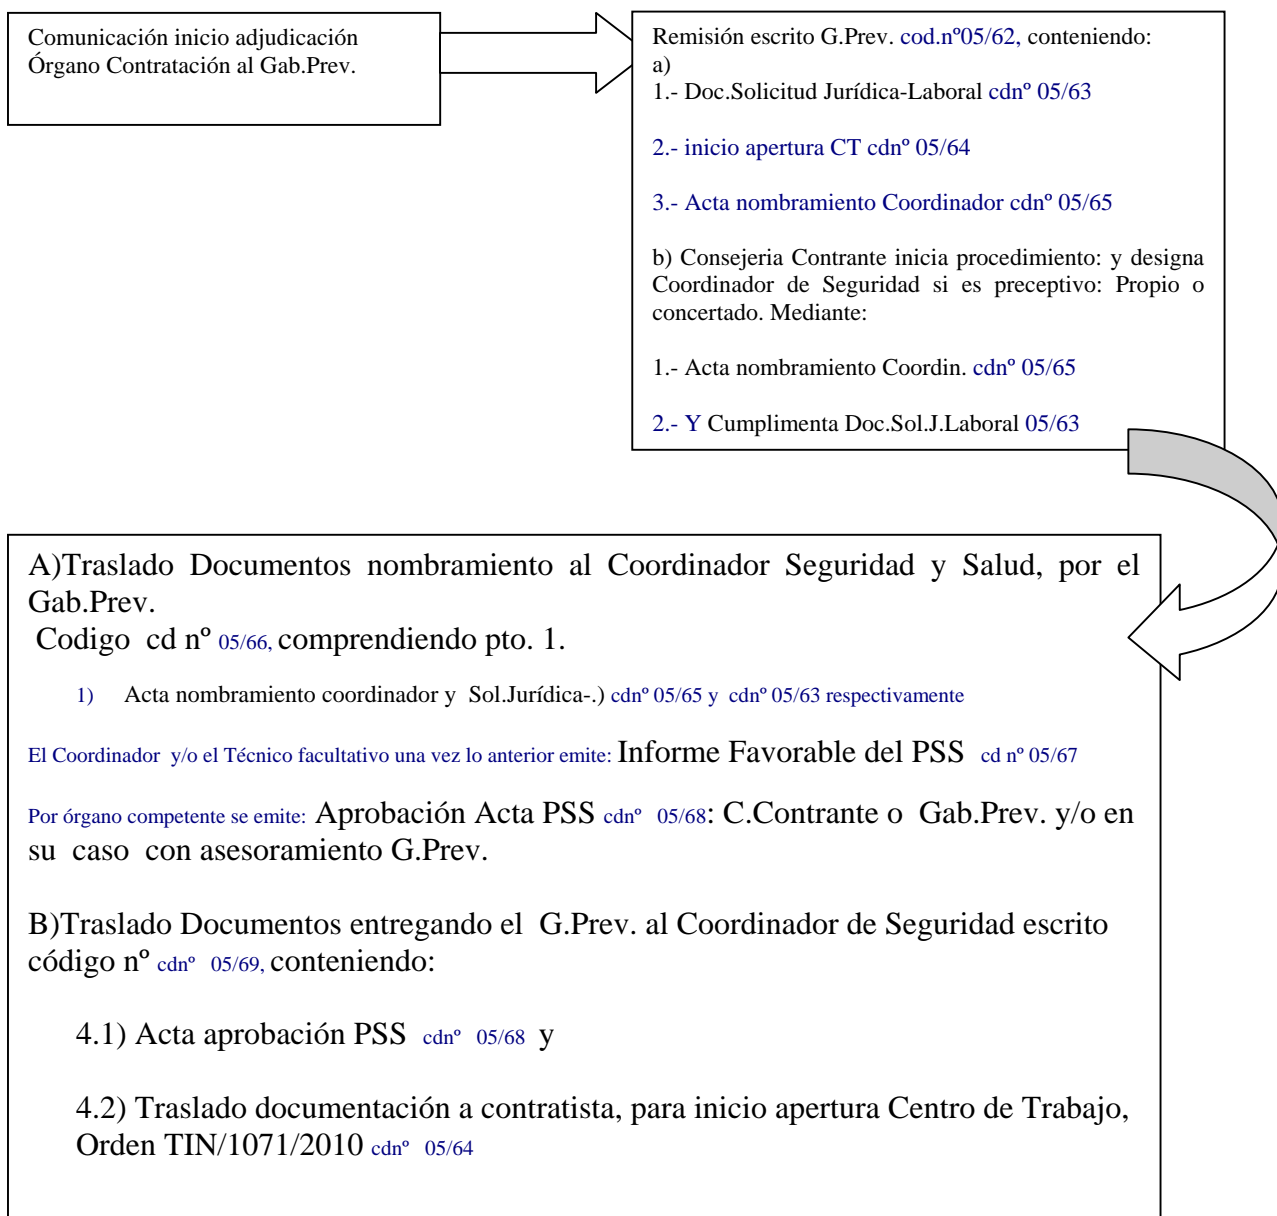 Comunicación inicio adjudicación
Órgano Contratación al Gab.Prev.
Remisión escrito G.Prev. cod.nº05/62, conteniendo:
a)
1.- Doc.Solicitud Jurídica-Laboral cdnº 05/63
2.- inicio apertura CT cdnº 05/64
3.- Acta nombramiento Coordinador cdnº 05/65
b) Consejeria Contrante inicia procedimiento: y designa
Coordinador de Seguridad si es preceptivo: Propio o
concertado. Mediante:
1.- Acta nombramiento Coordin. cdnº 05/65
2.- Y Cumplimenta Doc.Sol.J.Laboral 05/63
A)Traslado Documentos nombramiento al Coordinador Seguridad y Salud, por el
Gab.Prev.
Codigo cd nº 05/66, comprendiendo pto. 1.
1) Acta nombramiento coordinador y Sol.Jurídica-.) cdnº 05/65 y cdnº 05/63 respectivamente
El Coordinador y/o el Técnico facultativo una vez lo anterior emite: Informe Favorable del PSS cd nº 05/67
Por órgano competente se emite: Aprobación Acta PSS cdnº 05/68: C.Contrante o Gab.Prev. y/o en
su caso con asesoramiento G.Prev.
B)Traslado Documentos entregando el G.Prev. al Coordinador de Seguridad escrito
código nº cdnº 05/69, conteniendo:
4.1) Acta aprobación PSS cdnº 05/68 y
4.2) Traslado documentación a contratista, para inicio apertura Centro de Trabajo,
Orden TIN/1071/2010 cdnº 05/64